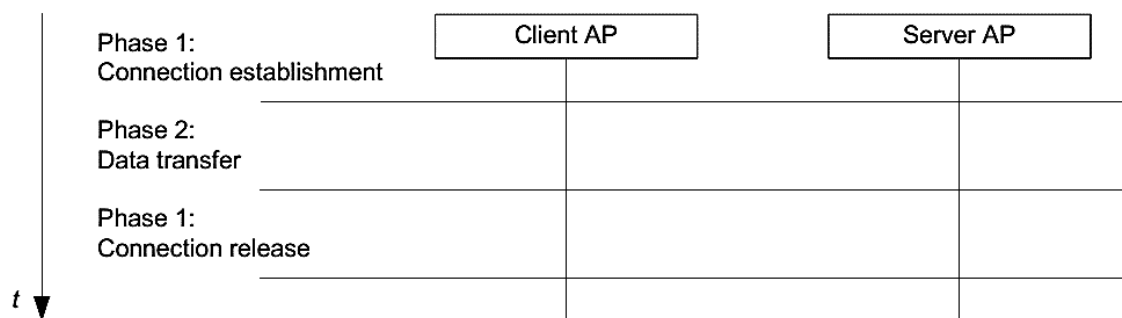 Client AP
Server AP
Phase 1:
Connection establishment
Phase 2:
Data transfer
Phase 1:
Connection release
t